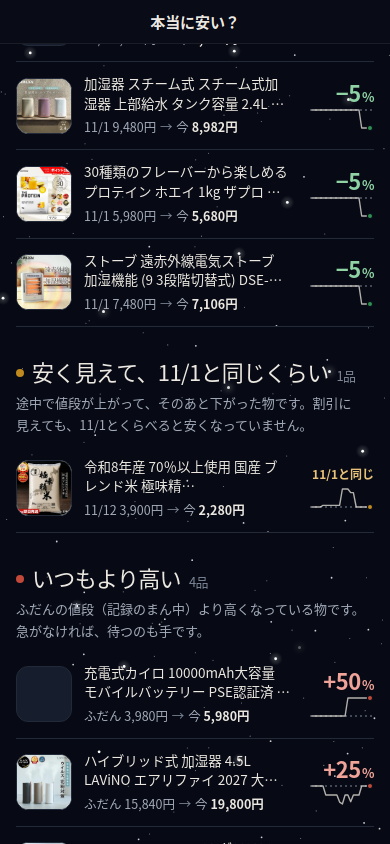 本当に安い？
加湿器 スチーム式 スチーム式加
湿器 上部給水 タンク容量 2.4L …
11/1 9,480円 → 今 8,982円
−5%
30種類のフレーバーから楽しめる
プロテイン ホエイ 1kg ザプロ …
11/1 5,980円 → 今 5,680円
−5%
ストーブ 遠赤外線電気ストーブ
加湿機能 (9 3段階切替式) DSE-…
11/1 7,480円 → 今 7,106円
−5%
安く見えて、11/1と同じくらい 1品
途中で値段が上がって、そのあと下がった物です。割引に
見えても、11/1とくらべると安くなっていません。
令和8年産 70%以上使用 国産 ブ
レンド米 極味精…
11/12 3,900円 → 今 2,280円
11/1と同じ
いつもより高い 4品
ふだんの値段（記録のまん中）より高くなっている物です。
急がなければ、待つのも手です。
充電式カイロ 10000mAh大容量
モバイルバッテリー PSE認証済 …
ふだん 3,980円 → 今 5,980円
+50%
ハイブリッド式 加湿器 4.5L
LAViNO エアリファイ 2027 大…
ふだん 15,840円 → 今 19,800円
+25%